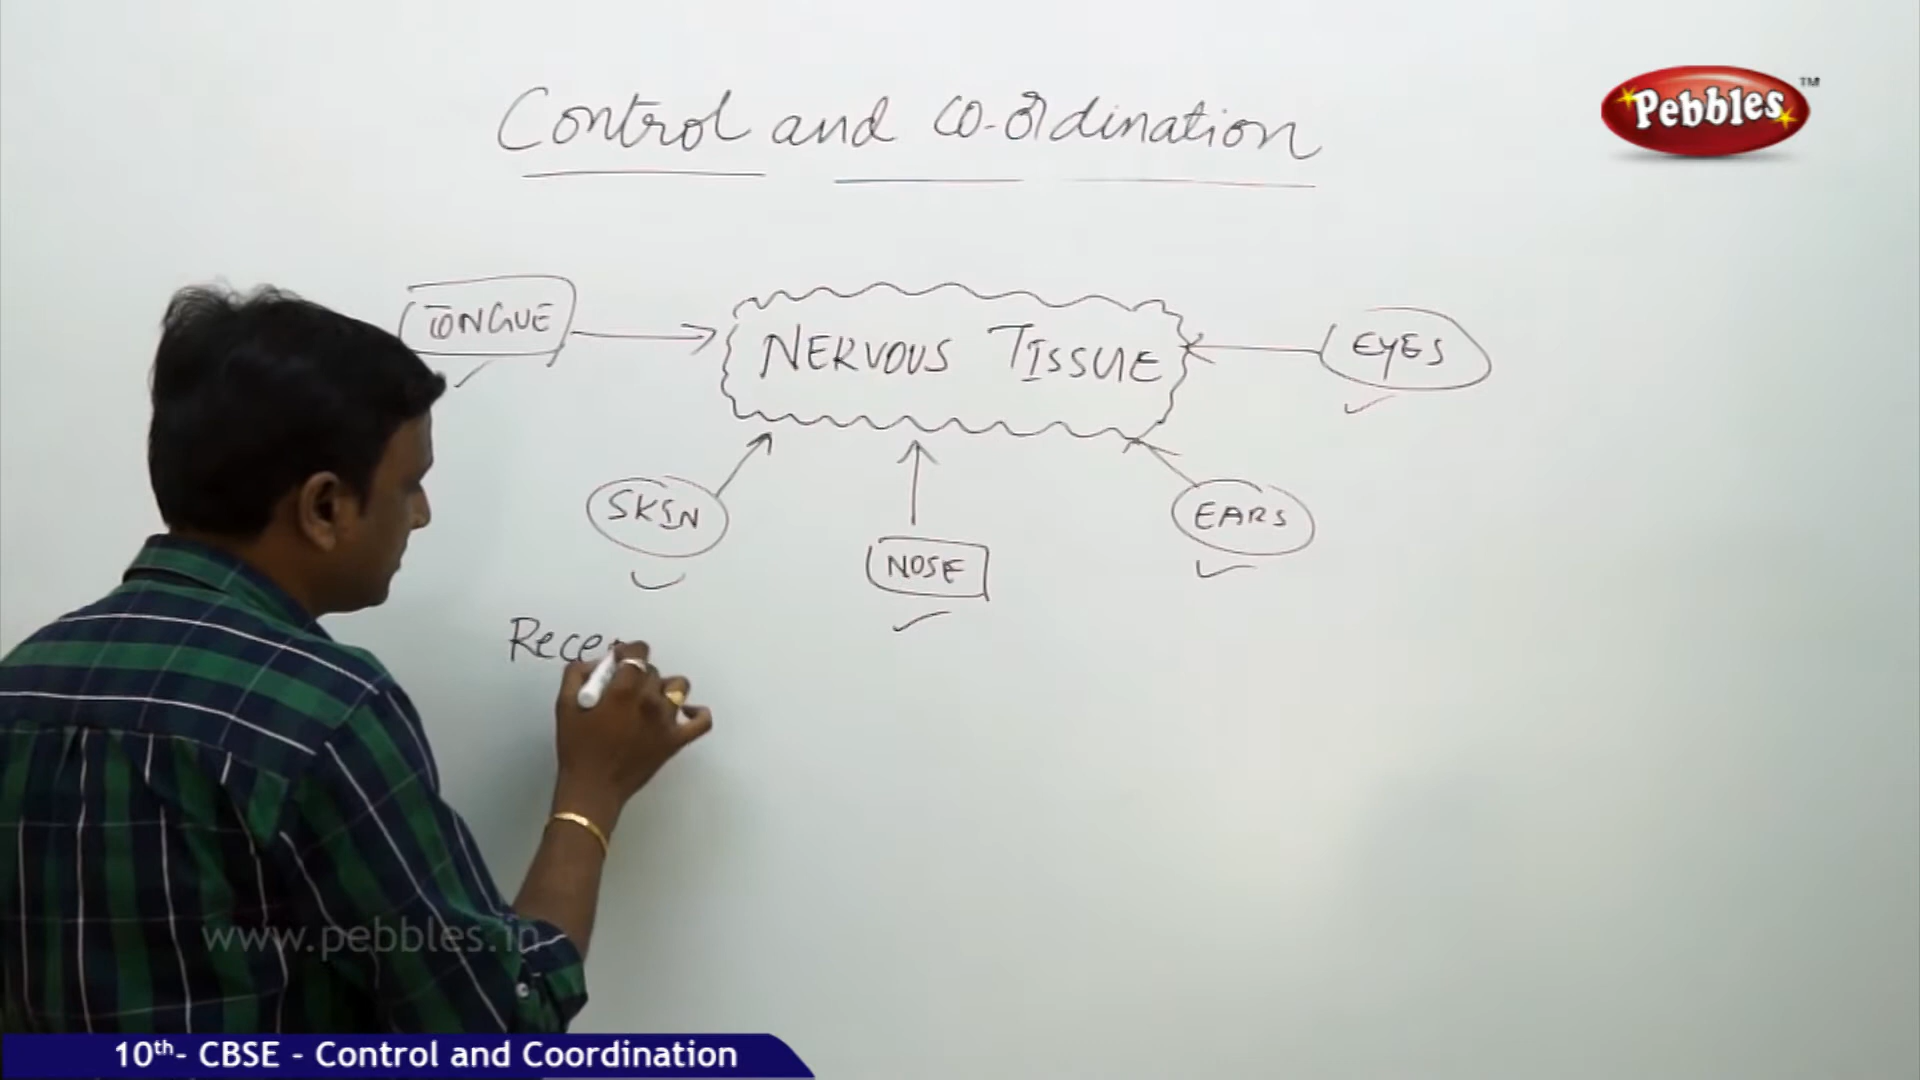 Control and co-ordination
Pebbles™
TONGUE
NERVOUS TISSUE
EYES
SKIN
NOSE
EARS
Rece
www.pebbles.in
10th- CBSE - Control and Coordination